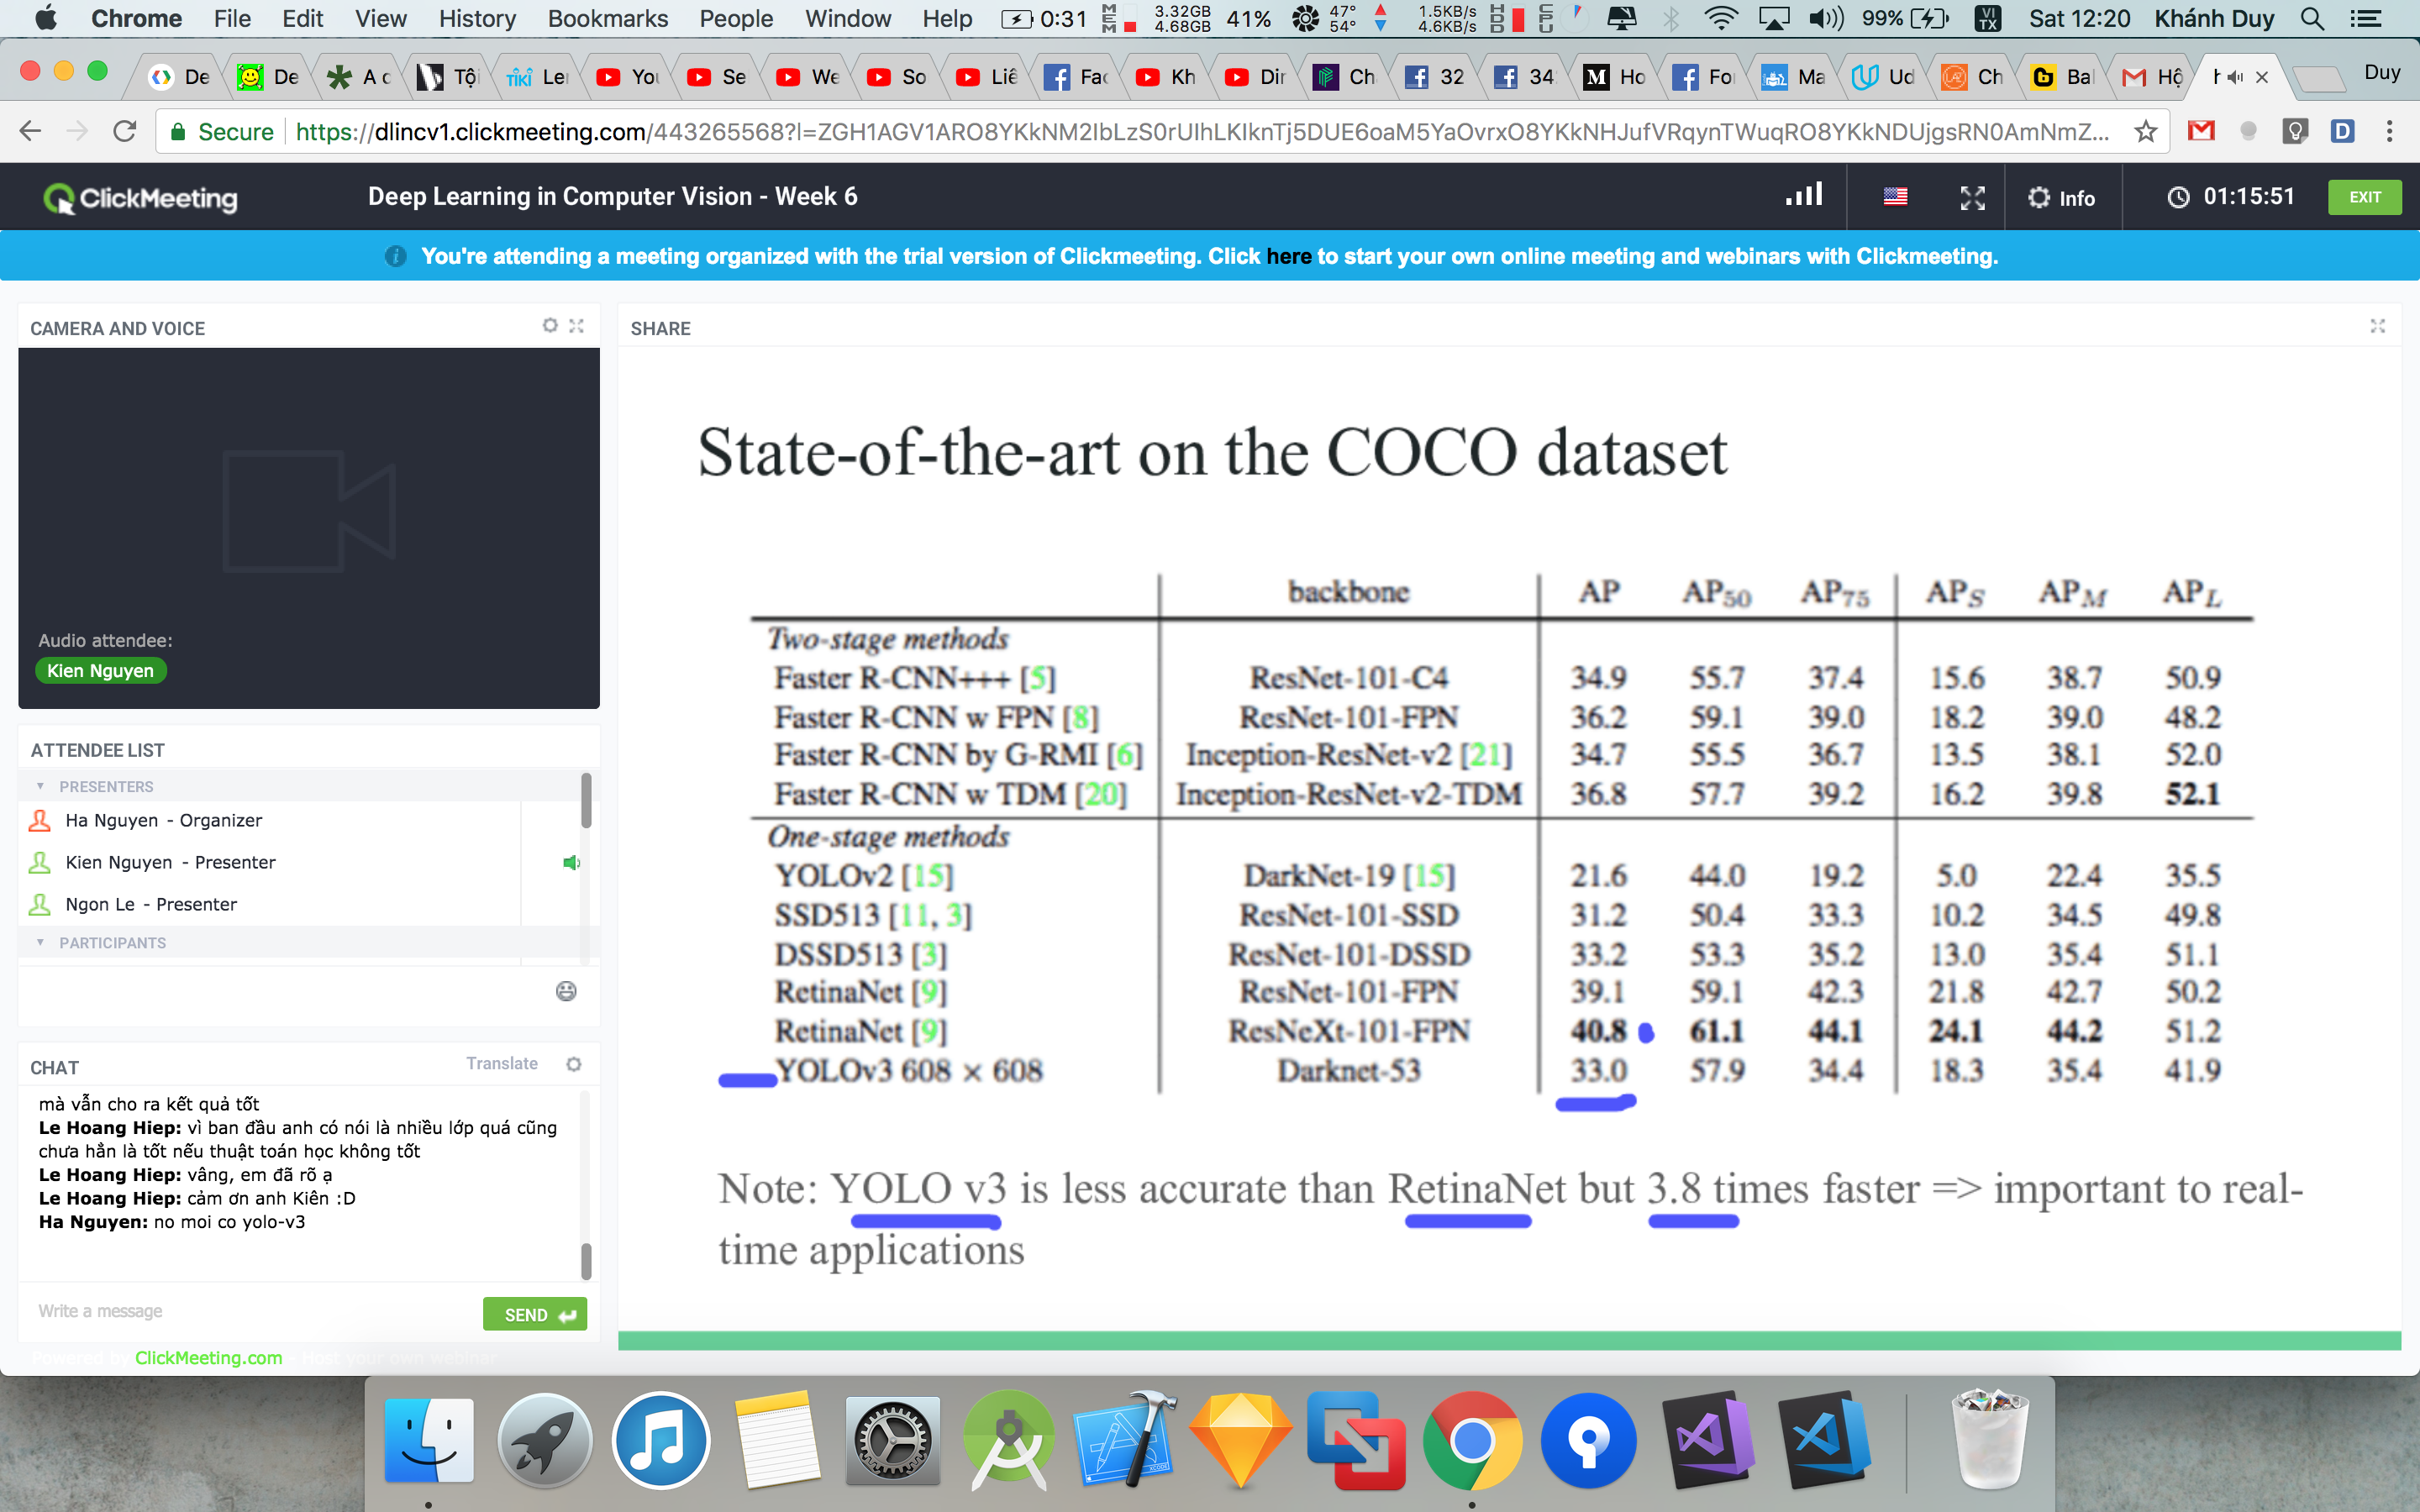 Chrome File Edit View History Bookmarks People Window Help 0:31 MEM 3.32GB 4.68GB 41% 47° 54° 1.5KB/s 4.6KB/s HDD CPU 99% VI TX Sat 12:20 Khánh Duy
De De A c Tội TIKI Ler You Se We So Liê Fac Kh Dir Ch 32 34 M Ho For Ma Ud Ch Bal Hộ h Duy
Secure https://dlincv1.clickmeeting.com/443265568?l=ZGH1AGV1ARO8YKkNM2IbLzS0rUIhLKIknTj5DUE6oaM5YaOvrxO8YKkNHJufVRqynTWuqRO8YKkNDUjgsRN0AmNmZ...
ClickMeeting Deep Learning in Computer Vision - Week 6 Info 01:15:51 EXIT
You're attending a meeting organized with the trial version of Clickmeeting. Click here to start your own online meeting and webinars with Clickmeeting.
CAMERA AND VOICE
Audio attendee:
Kien Nguyen
ATTENDEE LIST
PRESENTERS
Ha Nguyen - Organizer
Kien Nguyen - Presenter
Ngon Le - Presenter
PARTICIPANTS
CHAT Translate
mà vẫn cho ra kết quả tốt
Le Hoang Hiep: vì ban đầu anh có nói là nhiều lớp quá cũng
chưa hẳn là tốt nếu thuật toán học không tốt
Le Hoang Hiep: vâng, em đã rõ ạ
Le Hoang Hiep: cảm ơn anh Kiên :D
Ha Nguyen: no moi co yolo-v3
Write a message
SEND
Powered by ClickMeeting.com
SHARE
State-of-the-art on the COCO dataset
backbone AP AP50 AP75 APS APM APL
Two-stage methods
Faster R-CNN+++ [5] ResNet-101-C4 34.9 55.7 37.4 15.6 38.7 50.9
Faster R-CNN w FPN [8] ResNet-101-FPN 36.2 59.1 39.0 18.2 39.0 48.2
Faster R-CNN by G-RMI [6] Inception-ResNet-v2 [21] 34.7 55.5 36.7 13.5 38.1 52.0
Faster R-CNN w TDM [20] Inception-ResNet-v2-TDM 36.8 57.7 39.2 16.2 39.8 52.1
One-stage methods
YOLOv2 [15] DarkNet-19 [15] 21.6 44.0 19.2 5.0 22.4 35.5
SSD513 [11, 3] ResNet-101-SSD 31.2 50.4 33.3 10.2 34.5 49.8
DSSD513 [3] ResNet-101-DSSD 33.2 53.3 35.2 13.0 35.4 51.1
RetinaNet [9] ResNet-101-FPN 39.1 59.1 42.3 21.8 42.7 50.2
RetinaNet [9] ResNeXt-101-FPN 40.8 61.1 44.1 24.1 44.2 51.2
YOLOv3 608 × 608 Darknet-53 33.0 57.9 34.4 18.3 35.4 41.9
Note: YOLO v3 is less accurate than RetinaNet but 3.8 times faster => important to real-
time applications